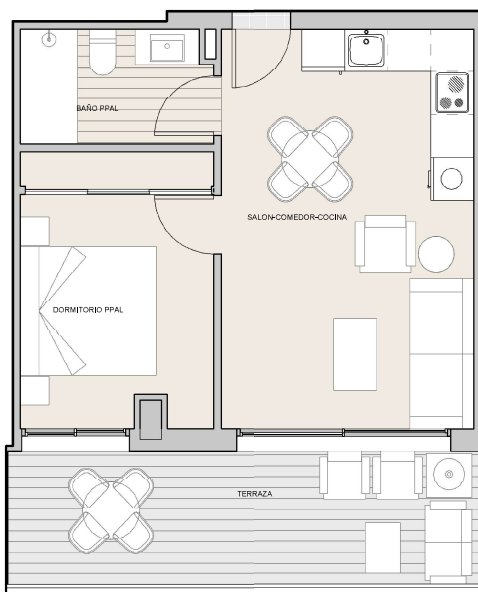 BAÑO PPAL
SALON-COMEDOR-COCINA
DORMITORIO PPAL
TERRAZA